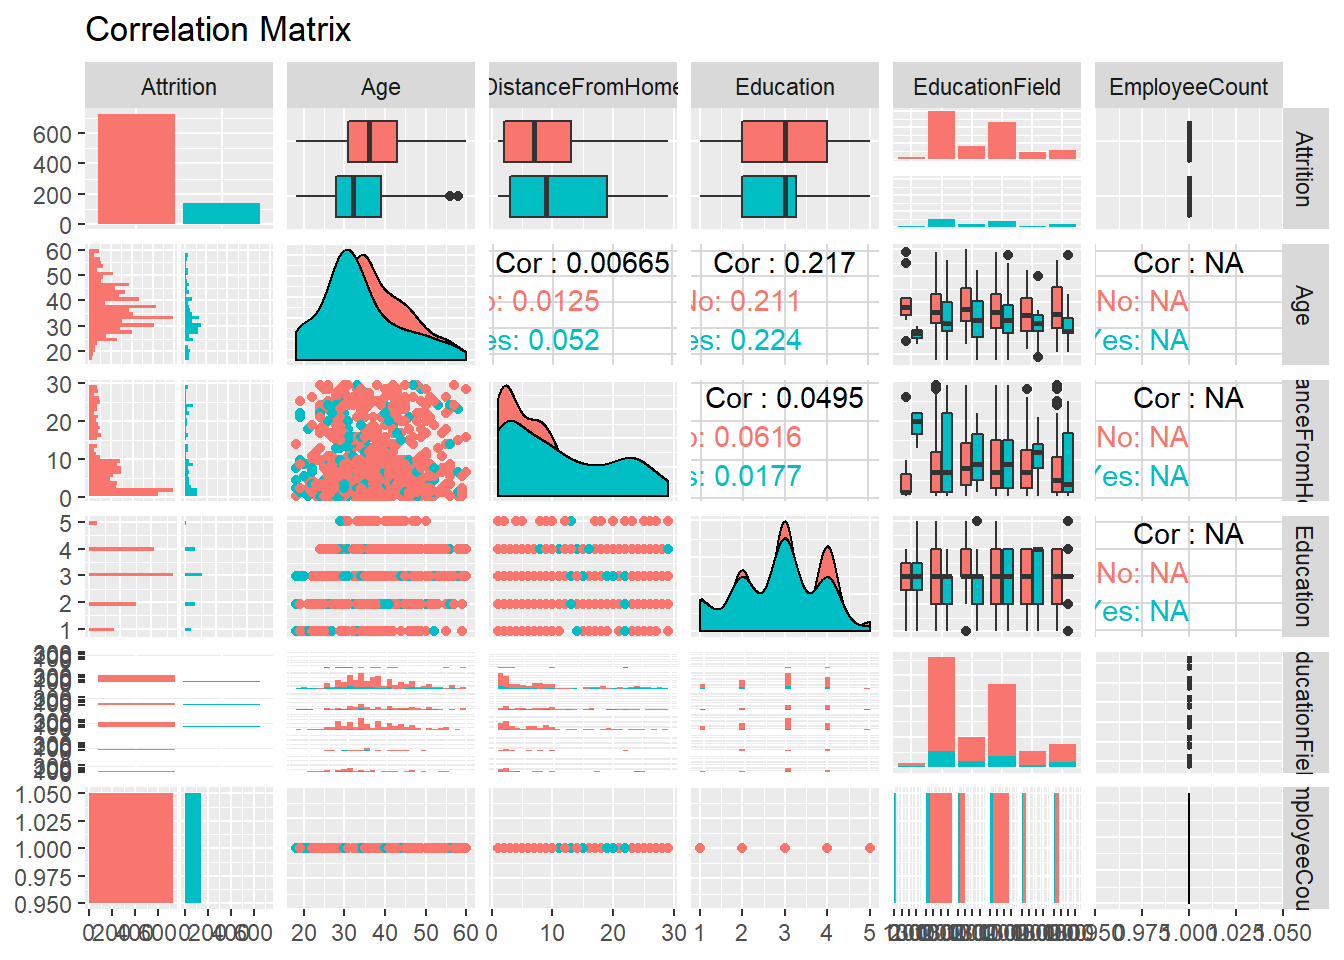 Correlation Matrix
Attrition Age DistanceFromHome Education EducationField EmployeeCount
600
400
200
0
Attrition
60
50
40
30
20
Cor : 0.00665
o: 0.0125
es: 0.052
Cor : 0.217
No: 0.211
es: 0.224
Cor : NA
No: NA
Yes: NA
Age
30
20
10
0
Cor : 0.0495
o: 0.0616
s: 0.0177
Cor : NA
No: NA
Yes: NA
anceFromHo
5
4
3
2
1
Cor : NA
No: NA
Yes: NA
Education
ducationField
1.050
1.025
1.000
0.975
0.950
mployeeCou
0 200 400 600 0 200 400 600
20 30 40 50 60
0 10 20 30
1 2 3 4 5
0.950 0.975 1.000 1.025 1.050